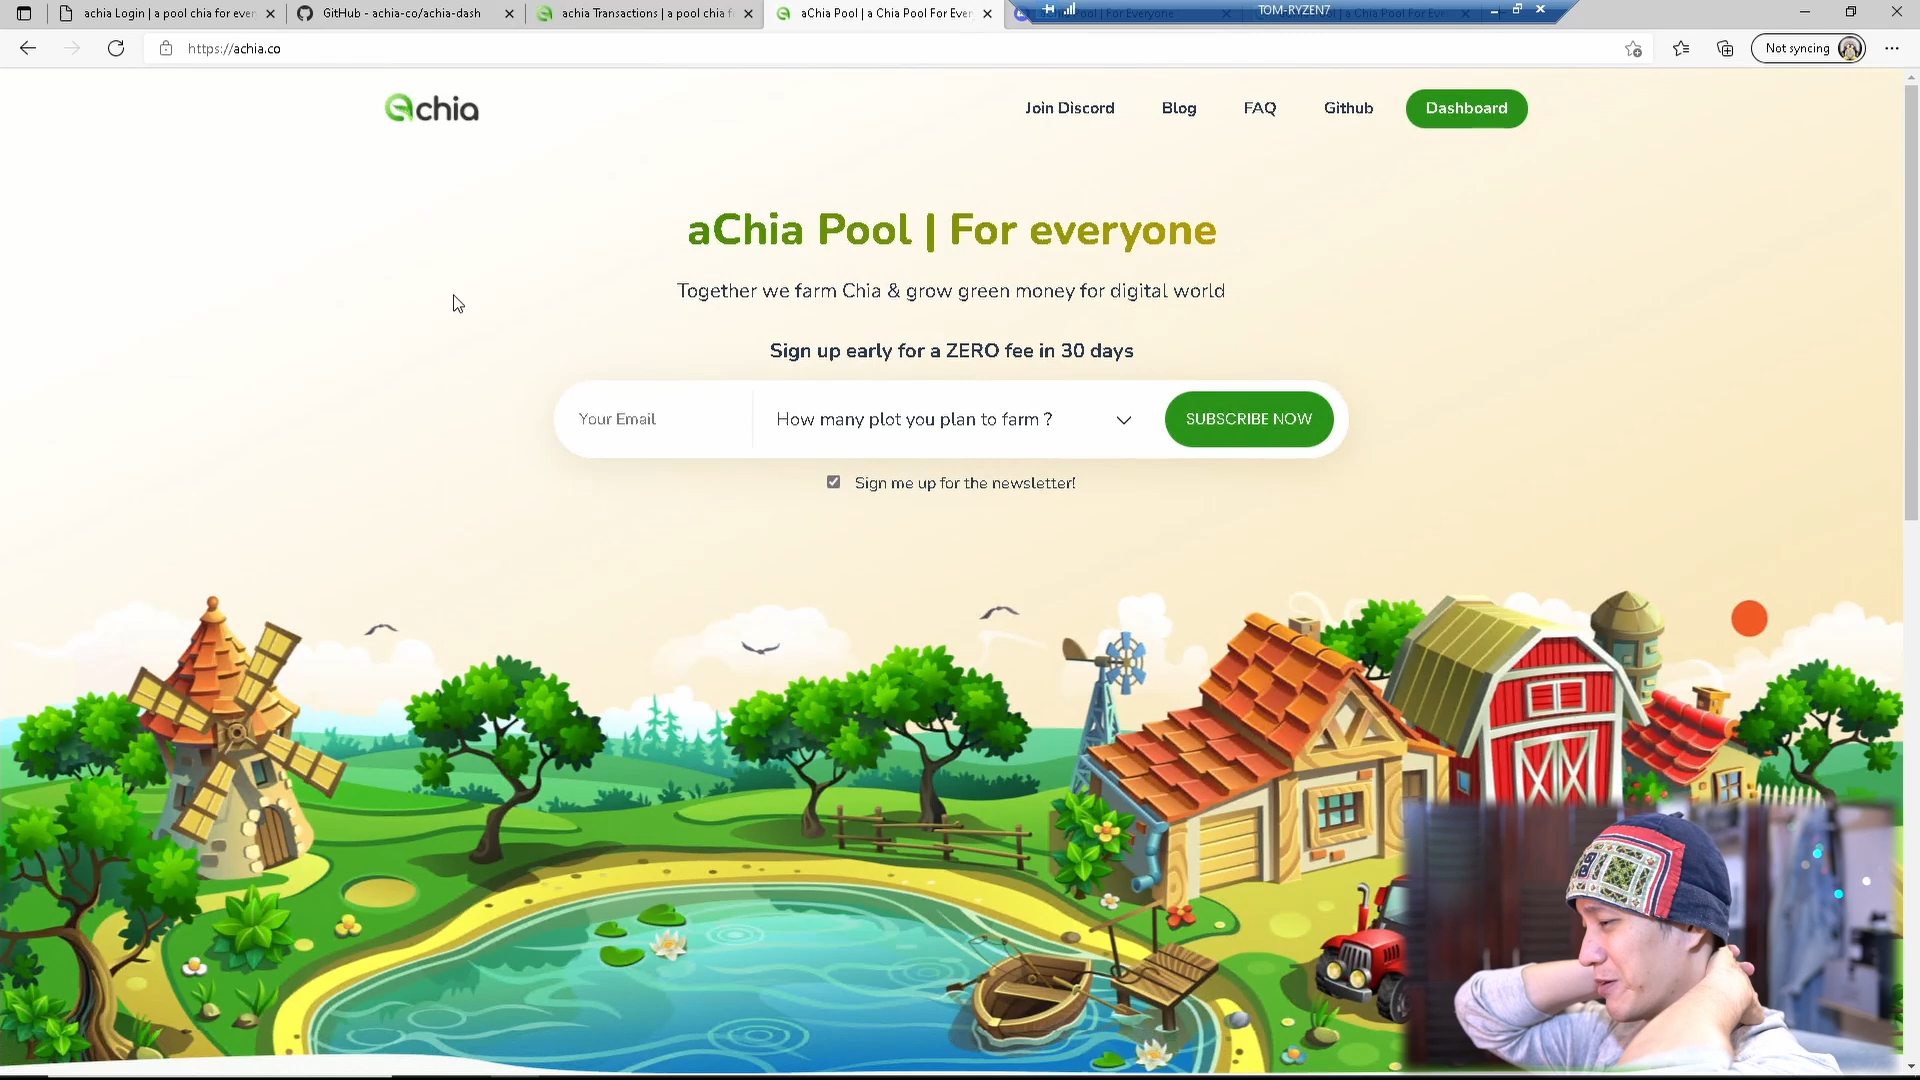 achia Login | a pool chia for ever
GitHub - achia-co/achia-dash
achia Transactions | a pool chia f
aChia Pool | a Chia Pool For Ever
TOM-RYZEN7
https://achia.co
Not syncing
achia
Join Discord
Blog
FAQ
Github
Dashboard
aChia Pool | For everyone
Together we farm Chia & grow green money for digital world
Sign up early for a ZERO fee in 30 days
Your Email
How many plot you plan to farm ?
SUBSCRIBE NOW
Sign me up for the newsletter!